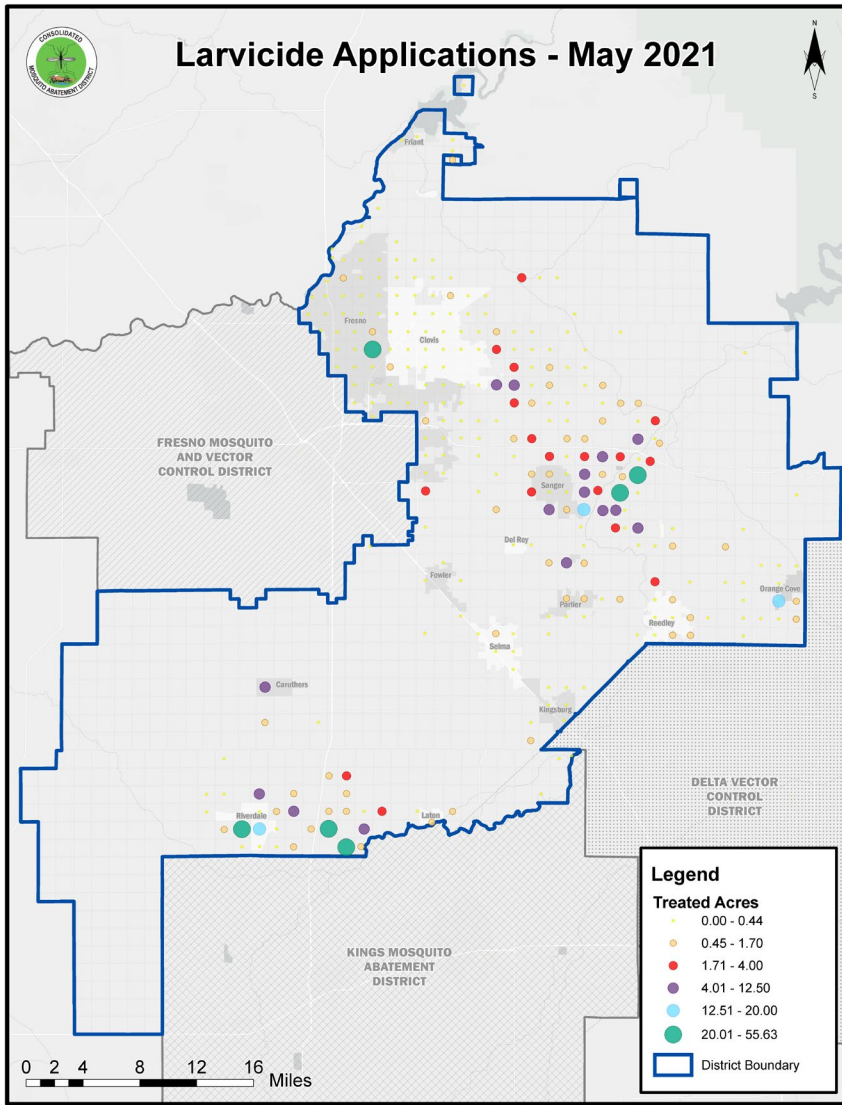 CONSOLIDATED
MOSQUITO ABATEMENT DISTRICT
Larvicide Applications - May 2021
N
S
Friant
Fresno
Clovis
FRESNO MOSQUITO
AND VECTOR
CONTROL DISTRICT
Sanger
Del Rey
Fowler
Parlier
Reedley
Orange Cove
Selma
Caruthers
Kingsburg
Riverdale
Laton
DELTA VECTOR
CONTROL
DISTRICT
KINGS MOSQUITO
ABATEMENT
DISTRICT
Legend
Treated Acres
0.00 - 0.44
0.45 - 1.70
1.71 - 4.00
4.01 - 12.50
12.51 - 20.00
20.01 - 55.63
District Boundary
0 2 4 8 12 16
Miles